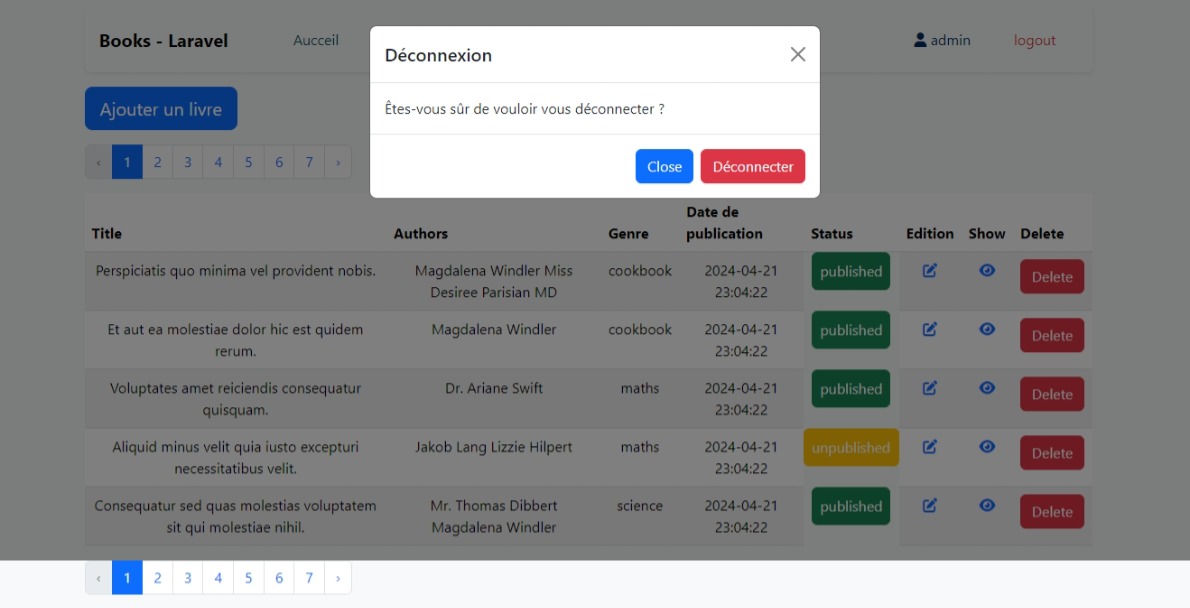 Books - Laravel Aucceil admin logout
Déconnexion
Êtes-vous sûr de vouloir vous déconnecter ?
Close Déconnecter
Ajouter un livre
‹ 1 2 3 4 5 6 7 ›
Title Authors Genre Date de publication Status Edition Show Delete
Perspiciatis quo minima vel provident nobis. Magdalena Windler Miss cookbook 2024-04-21 published Delete
Desiree Parisian MD 23:04:22
Et aut ea molestiae dolor hic est quidem Magdalena Windler cookbook 2024-04-21 published Delete
rerum. 23:04:22
Voluptates amet reiciendis consequatur Dr. Ariane Swift maths 2024-04-21 published Delete
quisquam. 23:04:22
Aliquid minus velit quia iusto excepturi Jakob Lang Lizzie Hilpert maths 2024-04-21 unpublished Delete
necessitatibus velit. 23:04:22
Consequatur sed quas molestias voluptatem Mr. Thomas Dibbert science 2024-04-21 published Delete
sit qui molestiae nihil. Magdalena Windler 23:04:22
‹ 1 2 3 4 5 6 7 ›